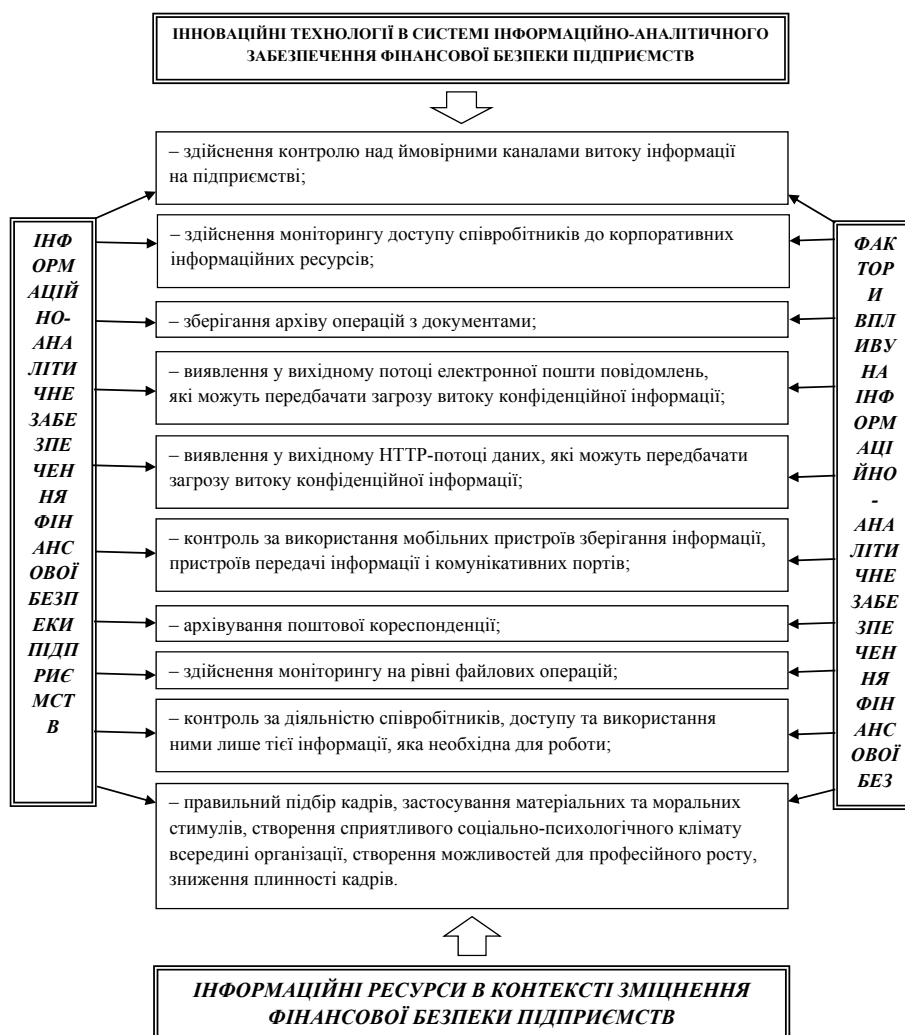 ІННОВАЦІЙНІ ТЕХНОЛОГІЇ В СИСТЕМІ ІНФОРМАЦІЙНО-АНАЛІТИЧНОГО
ЗАБЕЗПЕЧЕННЯ ФІНАНСОВОЇ БЕЗПЕКИ ПІДПРИЄМСТВ
– здійснення контролю над ймовірними каналами витоку інформації
на підприємстві;
– здійснення моніторингу доступу співробітників до корпоративних
інформаційних ресурсів;
– зберігання архіву операцій з документами;
– виявлення у вихідному потоці електронної пошти повідомлень,
які можуть передбачати загрозу витоку конфіденційної інформації;
– виявлення у вихідному HTTP-потоці даних, які можуть передбачати
загрозу витоку конфіденційної інформації;
– контроль за використання мобільних пристроїв зберігання інформації,
пристроїв передачі інформації і комунікативних портів;
– архівування поштової кореспонденції;
– здійснення моніторингу на рівні файлових операцій;
– контроль за діяльністю співробітників, доступу та використання
ними лише тієї інформації, яка необхідна для роботи;
– правильний підбір кадрів, застосування матеріальних та моральних
стимулів, створення сприятливого соціально-психологічного клімату
всередині організації, створення можливостей для професійного росту,
зниження плинності кадрів.
ІНФ
ОРМ
АЦІЙ
НО-
АНА
ЛІТИ
ЧНЕ
ЗАБЕ
ЗПЕ
ЧЕН
НЯ
ФІН
АНС
ОВОЇ
БЕЗП
ЕКИ
ПІДП
РИЄ
МСТ
В
ФАК
ТОР
И
ВПЛ
ИВУ
НА
ІНФ
ОРМ
АЦІ
ЙНО
-
АНА
ЛІТИ
ЧНЕ
ЗАБЕ
ЗПЕ
ЧЕН
НЯ
ФІН
АНС
ОВОЇ
БЕЗ
ІНФОРМАЦІЙНІ РЕСУРСИ В КОНТЕКСТІ ЗМІЦНЕННЯ
ФІНАНСОВОЇ БЕЗПЕКИ ПІДПРИЄМСТВ